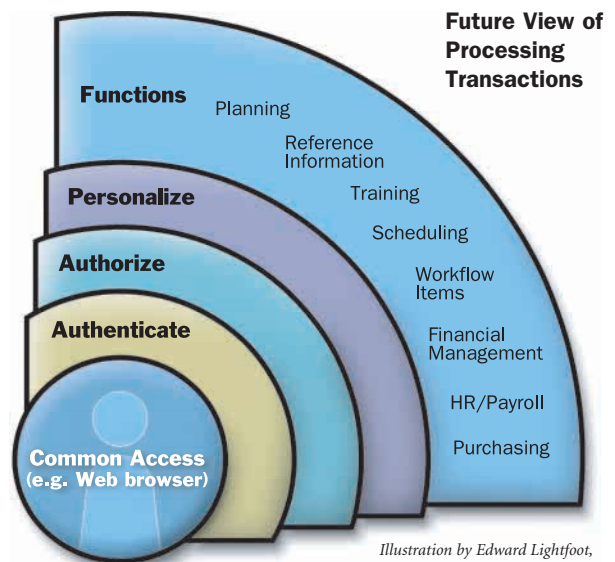 Future View of
Processing
Transactions
Functions
Planning
Reference
Information
Training
Scheduling
Workflow
Items
Financial
Management
HR/Payroll
Purchasing
Personalize
Authorize
Authenticate
Common Access
(e.g. Web browser)
Illustration by Edward Lightfoot,